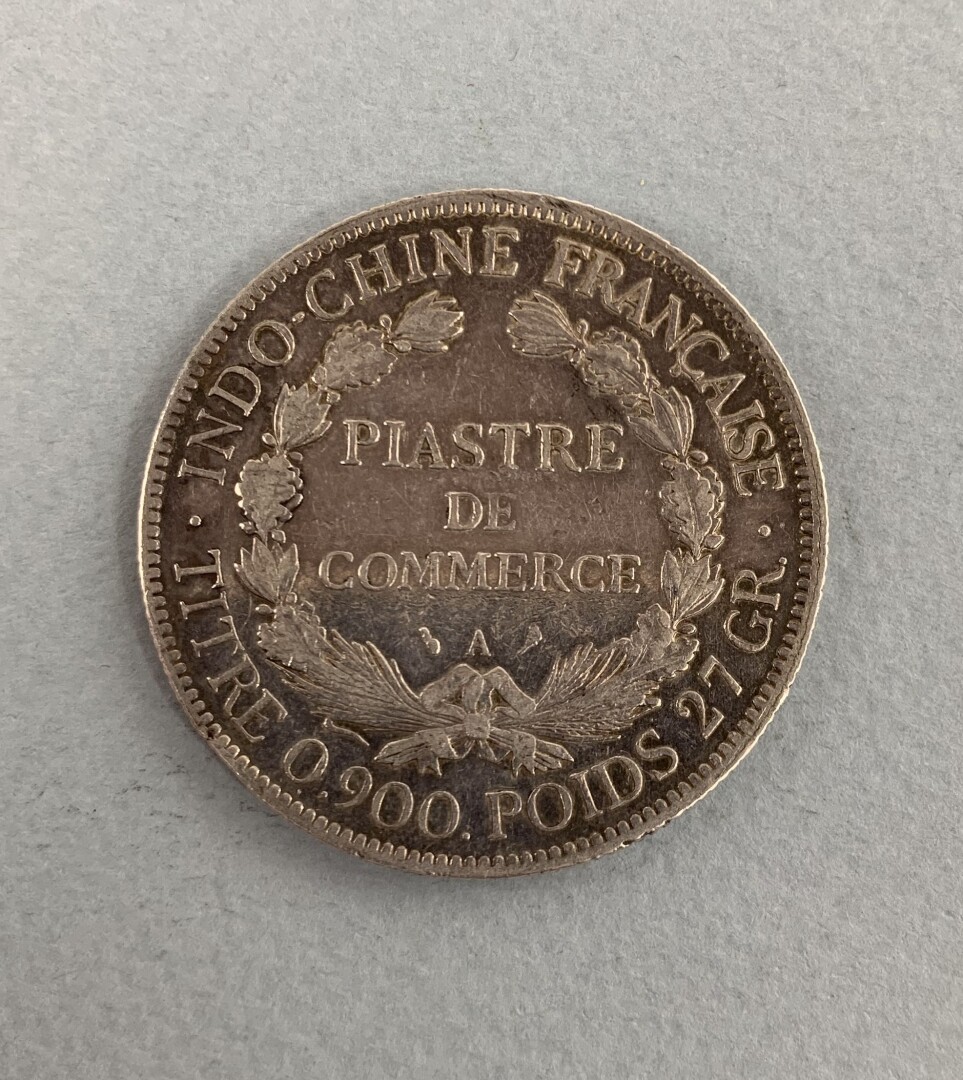 INDO-CHINE FRANÇAISE
PIASTRE
DE
COMMERCE
A
TITRE 0.900. POIDS 27 GR.